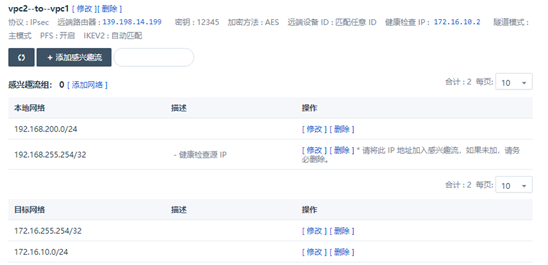 vpc2--to--vpc1 [ 修改 ][ 删除 ]
协议 : IPsec 远端路由器 : 139.198.14.199 密钥 : 12345 加密方法 : AES 远端设备 ID : 匹配任意 ID 健康检查 IP : 172.16.10.2 隧道模式 :
主模式 PFS : 开启 IKEV2 : 自动匹配
+ 添加感兴趣流
感兴趣流组: 0 [ 添加网络 ]
合计 : 2 每页: 10
本地网络 描述 操作
192.168.200.0/24 [ 修改 ] [ 删除 ]
192.168.255.254/32 - 健康检查源 IP [ 修改 ] [ 删除 ] * 请将此 IP 地址加入感兴趣流，如果未加，请务
必删除。
合计 : 2 每页: 10
目标网络 描述 操作
172.16.255.254/32 [ 修改 ] [ 删除 ]
172.16.10.0/24 [ 修改 ] [ 删除 ]